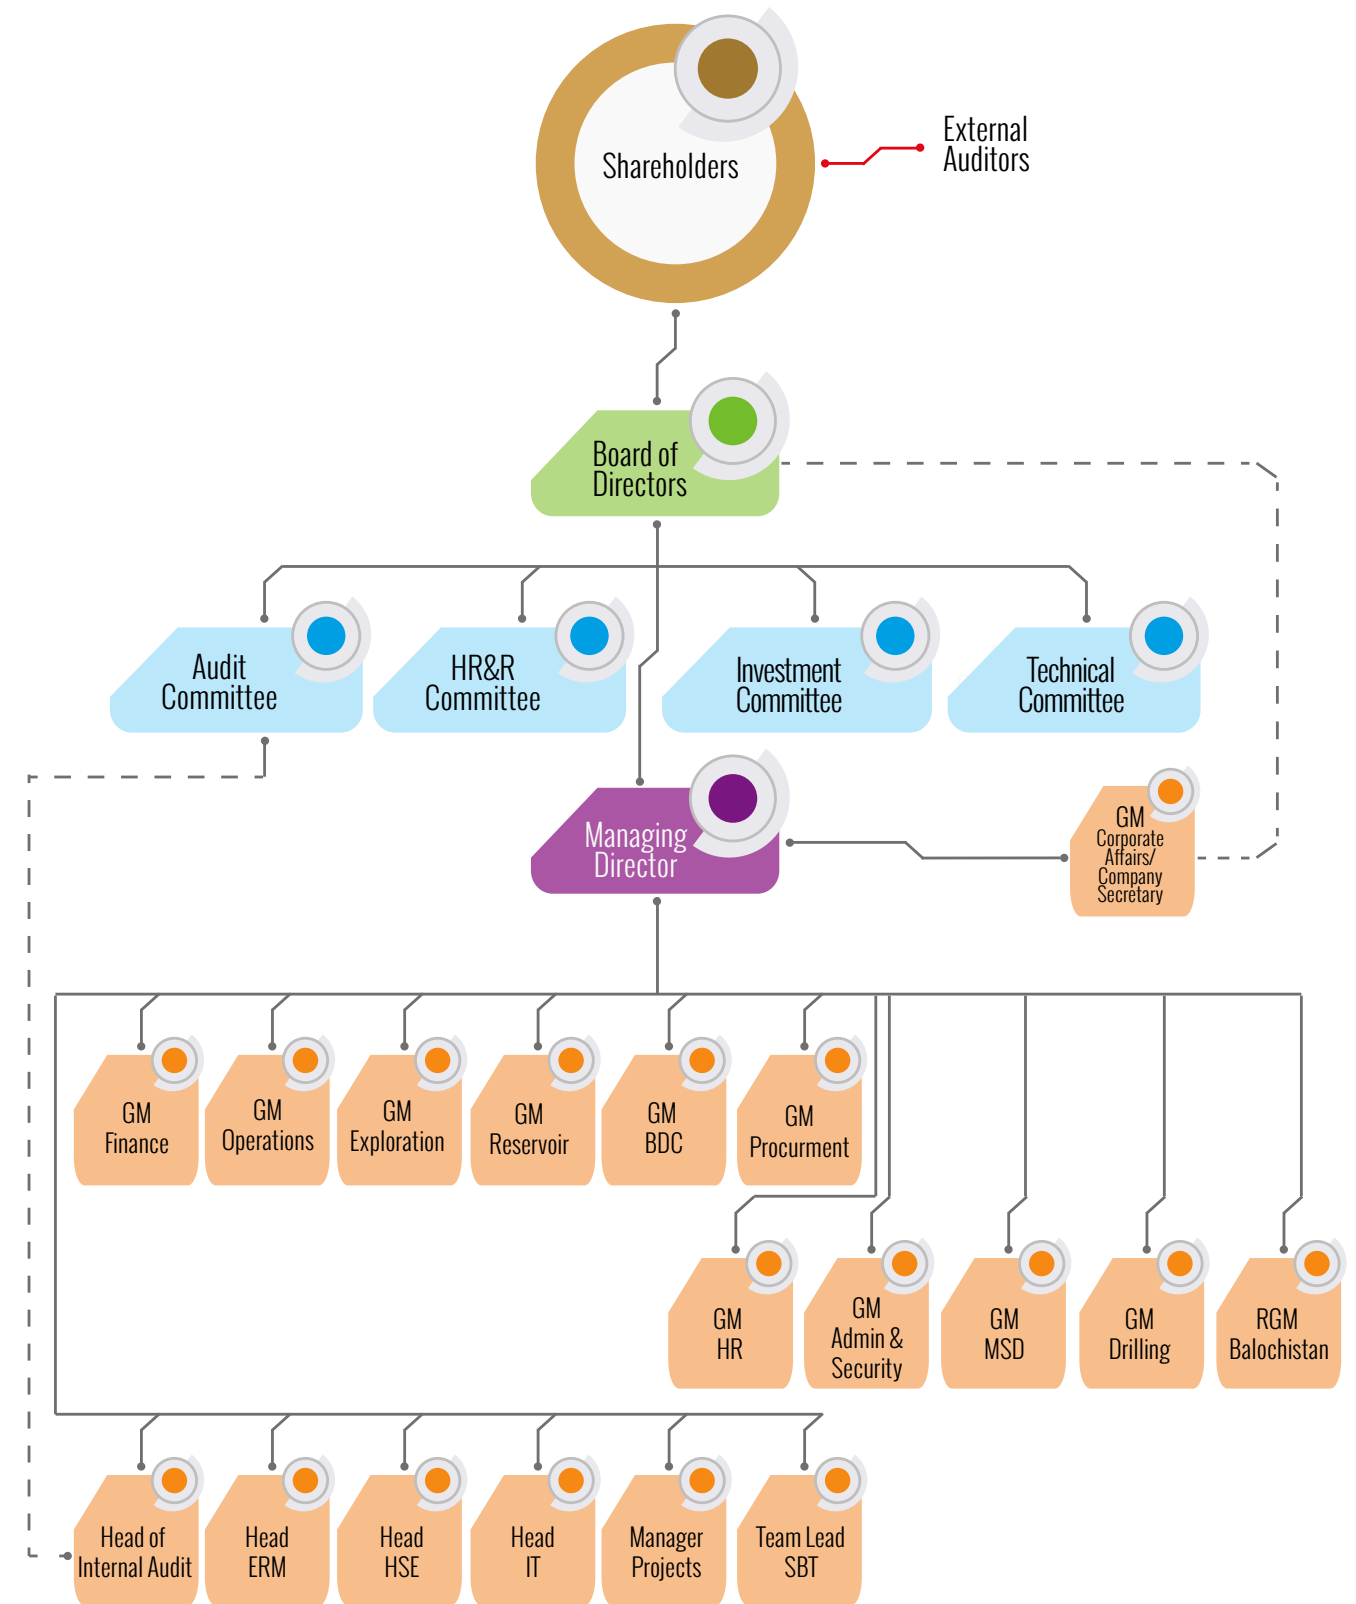 Shareholders
External
Auditors
Board of
Directors
Audit
Committee
HR&R
Committee
Investment
Committee
Technical
Committee
Managing
Director
GM
Corporate
Affairs/
Company
Secretary
GM
Finance
GM
Operations
GM
Exploration
GM
Reservoir
GM
BDC
GM
Procurment
GM
HR
GM
Admin &
Security
GM
MSD
GM
Drilling
RGM
Balochistan
Head of
Internal Audit
Head
ERM
Head
HSE
Head
IT
Manager
Projects
Team Lead
SBT